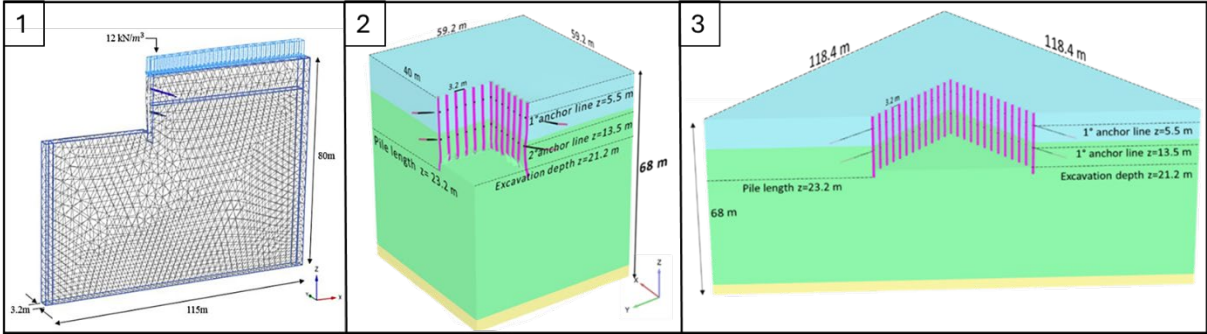 1
12 kN/m³
80m
3.2m
115m
Z
Y
X
2
59.2 m
59.2 m
40 m
3.2 m
1° anchor line z=5.5 m
2° anchor line z=13.5 m
Pile length z= 23.2 m
Excavation depth z=21.2 m
68 m
X
Y
Z
3
118.4 m
118.4 m
3.2 m
1° anchor line z=5.5 m
1° anchor line z=13.5 m
Pile length z=23.2 m
Excavation depth z=21.2 m
68 m